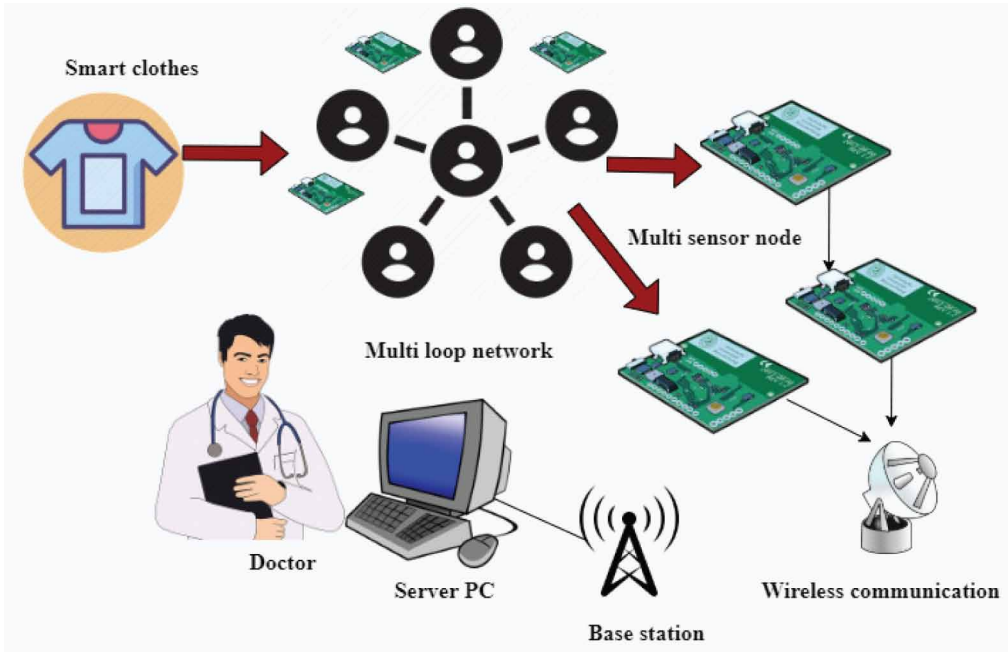 Smart clothes
Multi sensor node
Multi loop network
Doctor
Server PC
Wireless communication
Base station